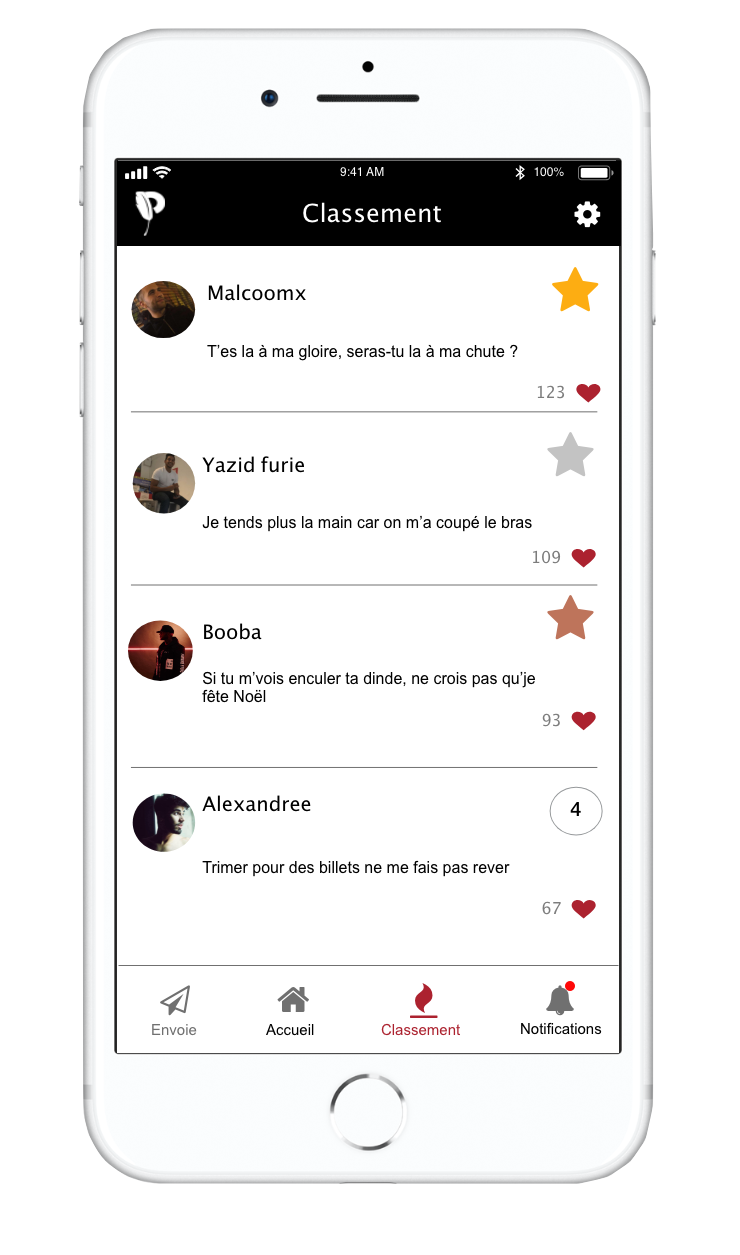 9:41 AM 100%
Classement
Malcoomx
T'es la à ma gloire, seras-tu la à ma chute ?
123
Yazid furie
Je tends plus la main car on m'a coupé le bras
109
Booba
Si tu m'vois enculer ta dinde, ne crois pas qu'je
fête Noël
93
Alexandree
4
Trimer pour des billets ne me fais pas rever
67
Envoie Accueil Classement Notifications